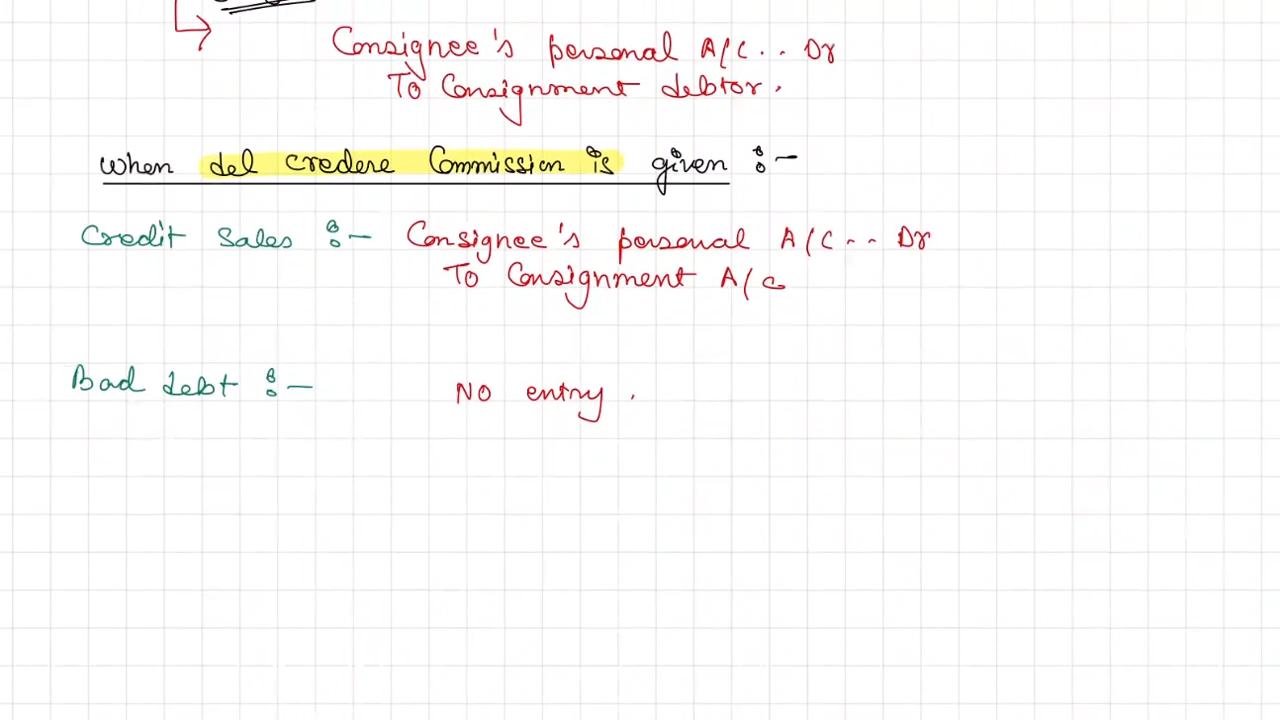 Consignee's personal A/C.. Dr
To Consignment debtor.
When del credere Commission is given :-
Credit Sales :- Consignee's personal A/C.. Dr
To Consignment A/C
Bad debt :- No entry.